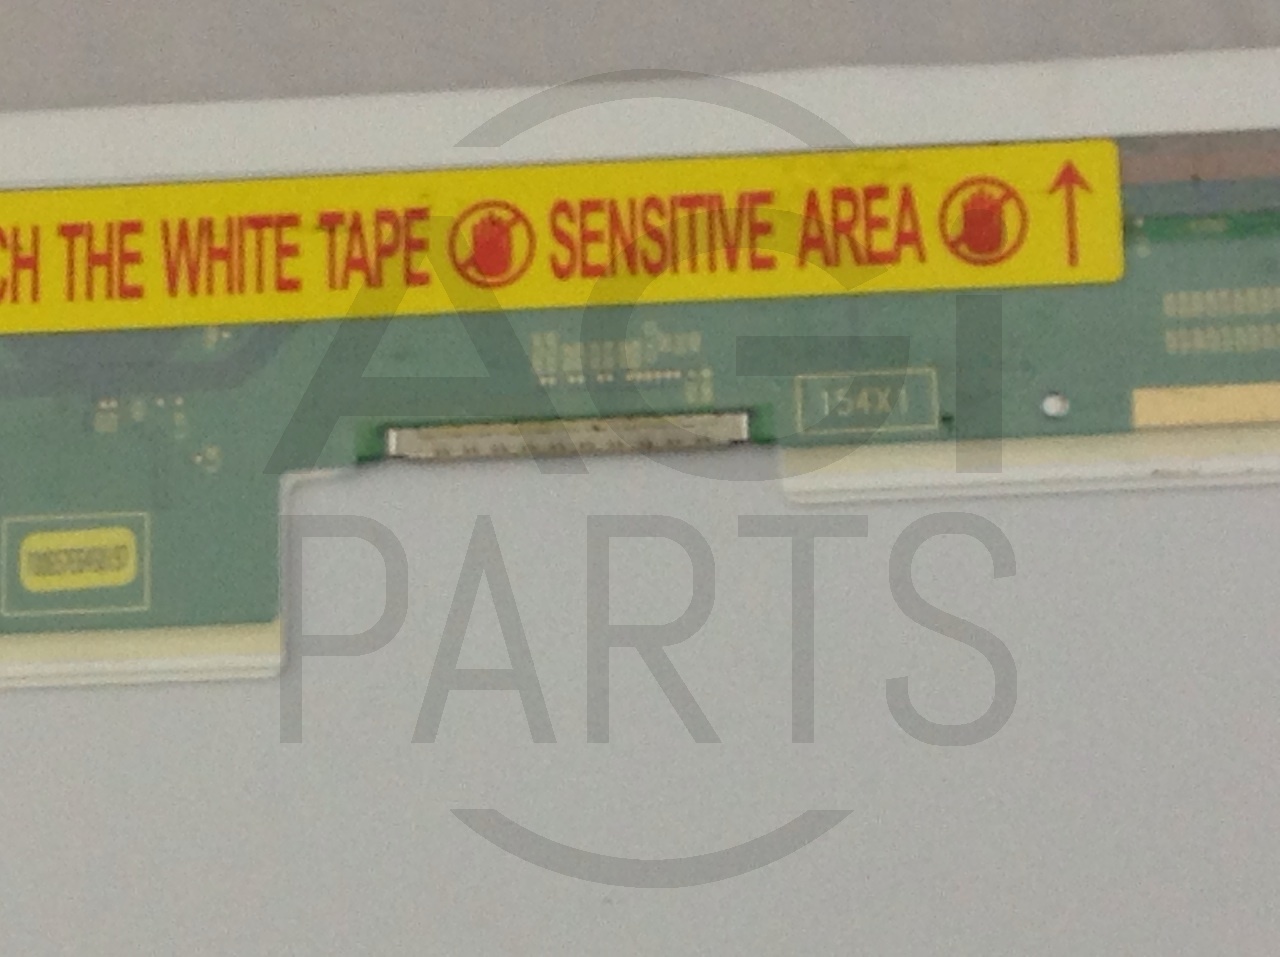 CH THE WHITE TAPE SENSITIVE AREA
154X1
AGI
PARTS